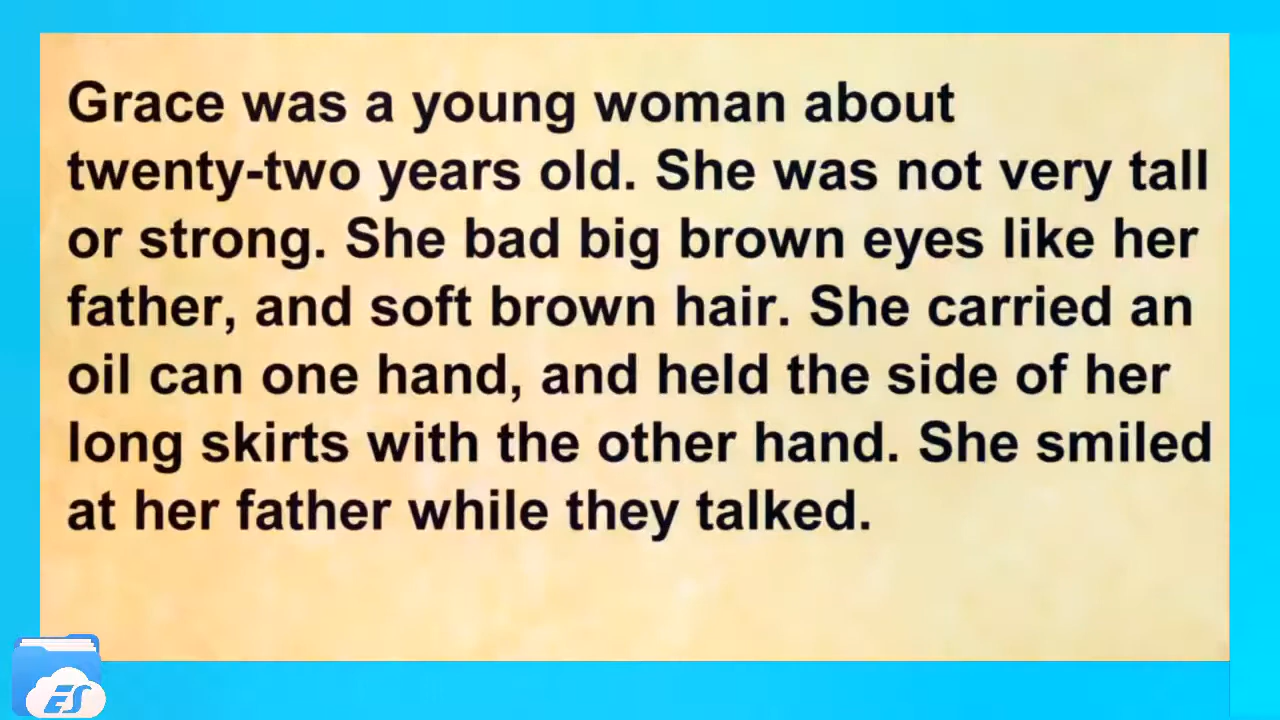 Grace was a young woman about
twenty-two years old. She was not very tall
or strong. She bad big brown eyes like her
father, and soft brown hair. She carried an
oil can one hand, and held the side of her
long skirts with the other hand. She smiled
at her father while they talked.
ES